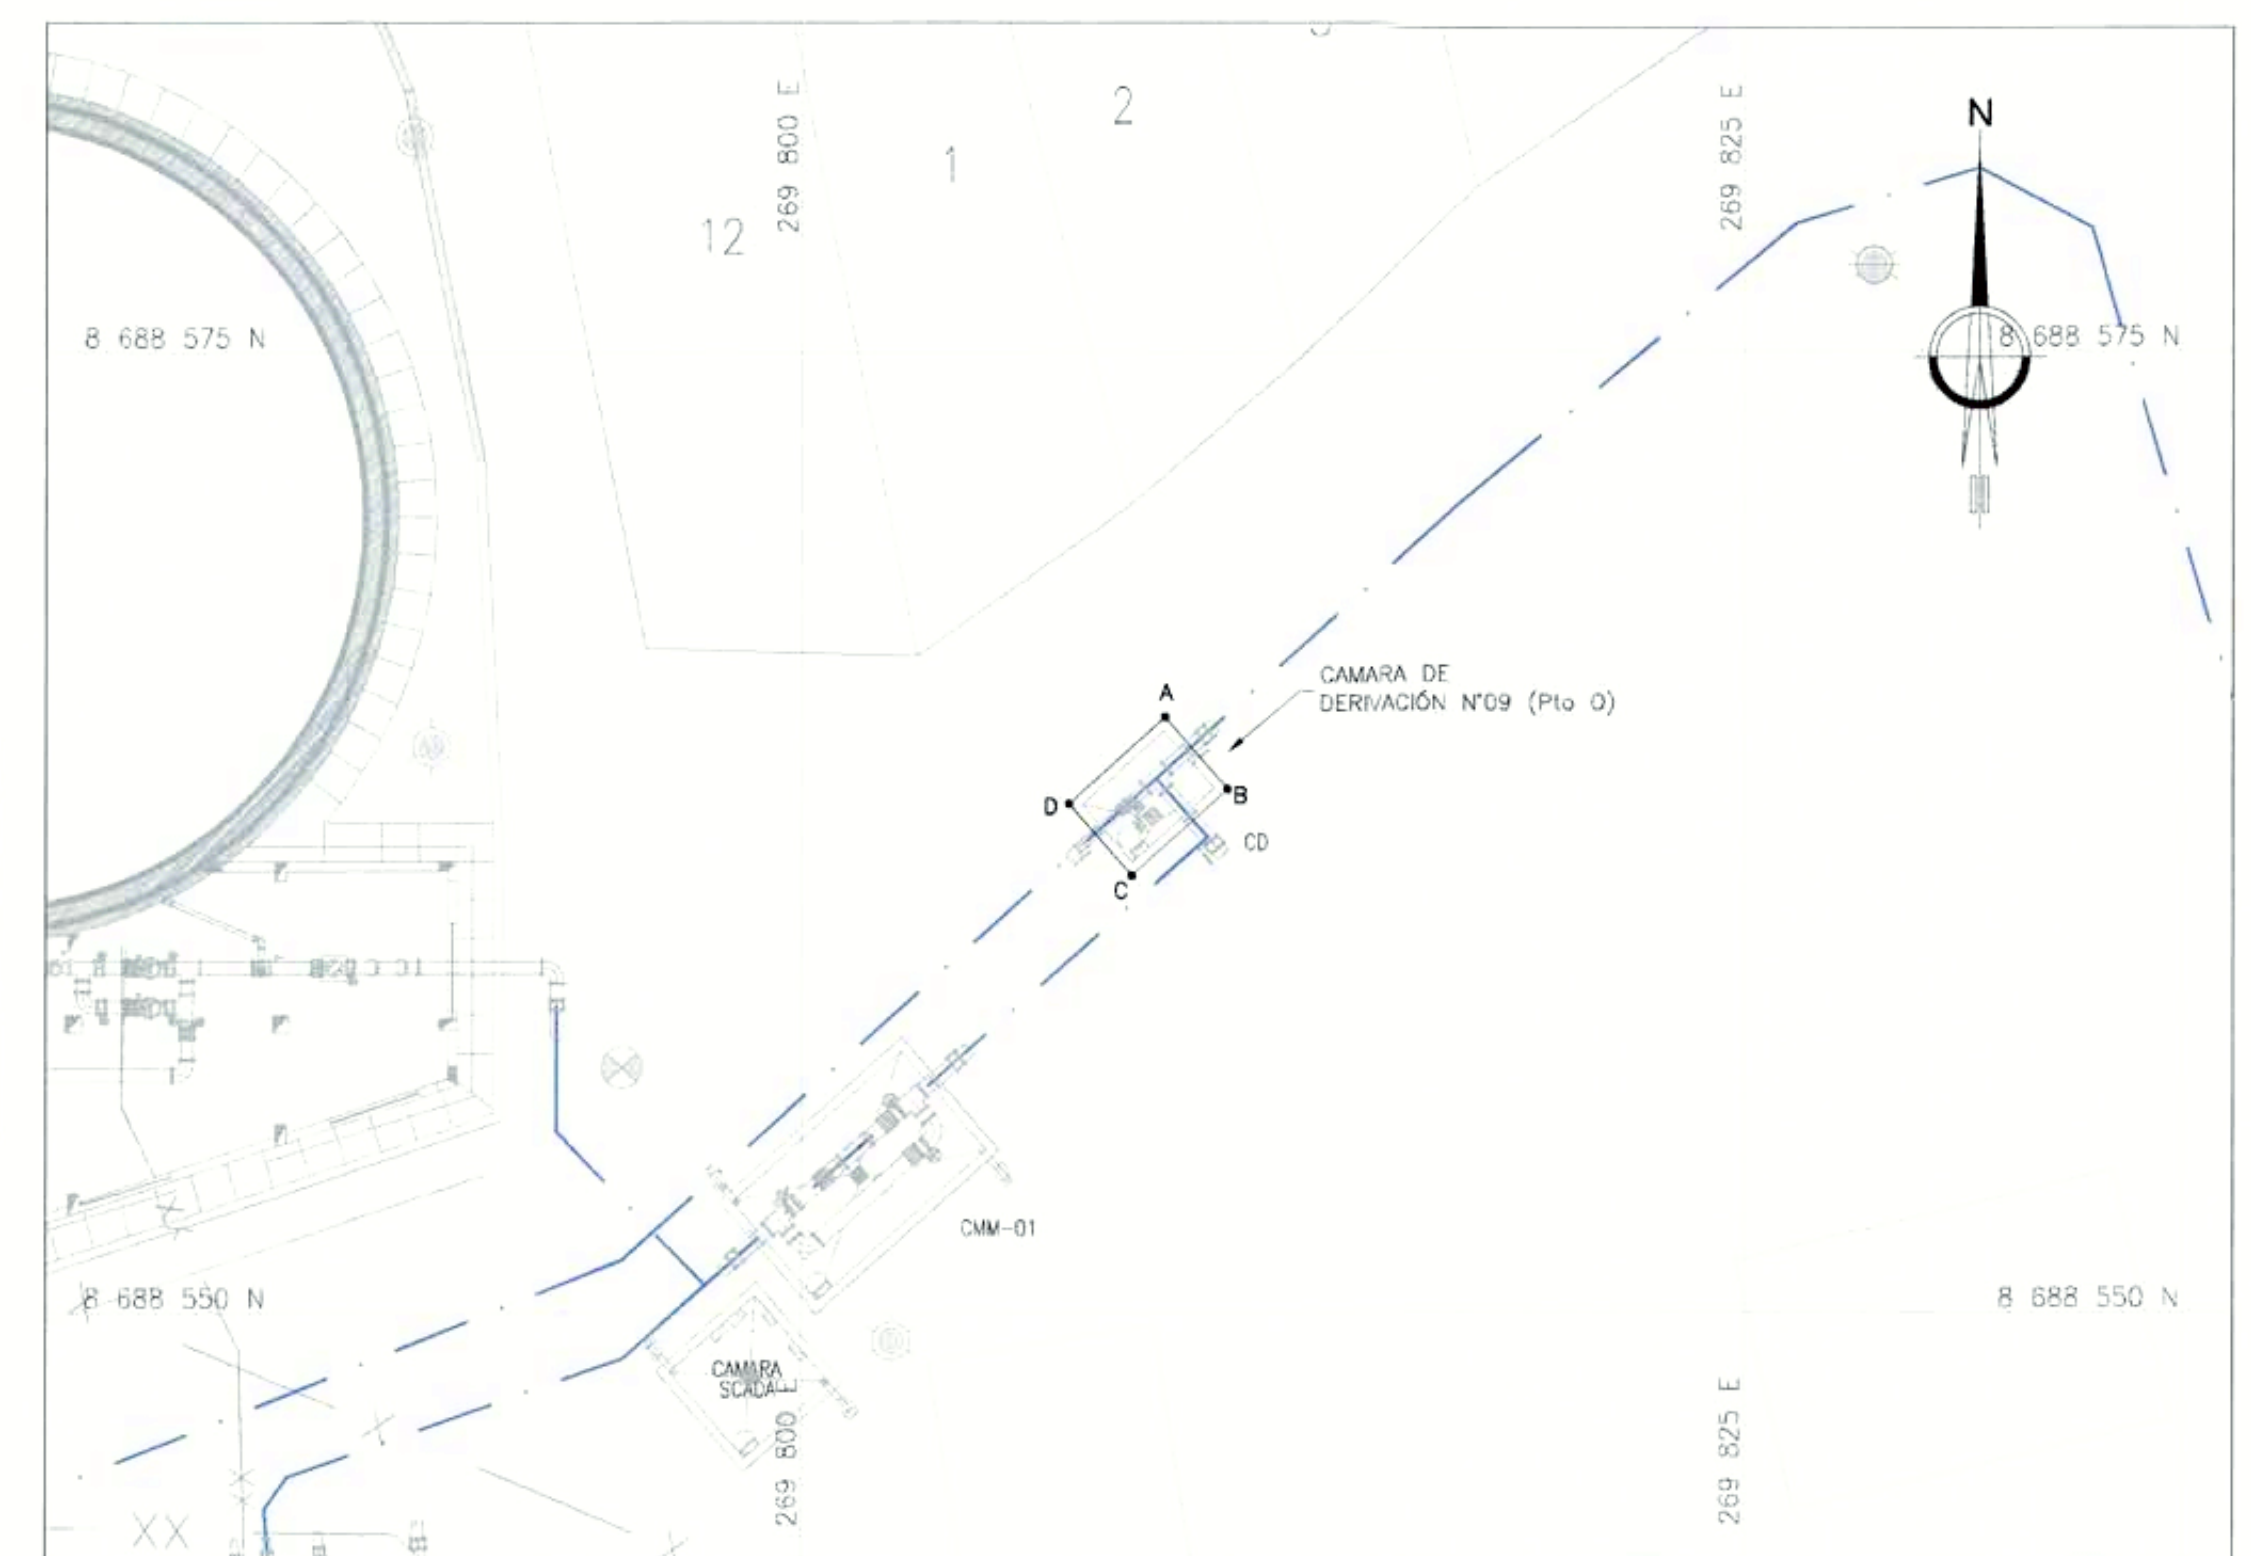 2
269 800 E
269 825 E
N
1
12
8 688 575 N
8 688 575 N
CAMARA DE
DERIVACIÓN N°09 (Pto O)
A
B
D
CD
C
CMM-01
8 688 550 N
8 688 550 N
CAMARA
SCADA
269 800 E
269 825 E
XX